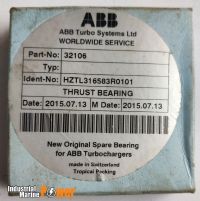 ABB
ABB Turbo Systems Ltd
WORLDWIDE SERVICE
Part-No: 32106
Typ:
Ident-No: HZTL316583R0101
THRUST BEARING
Date: 2015.07.13 M Date: 2015.07.13
New Original Spare Bearing
for ABB Turbochargers
made in Switzerland
Tropical Packing
Industrial
Marine Power